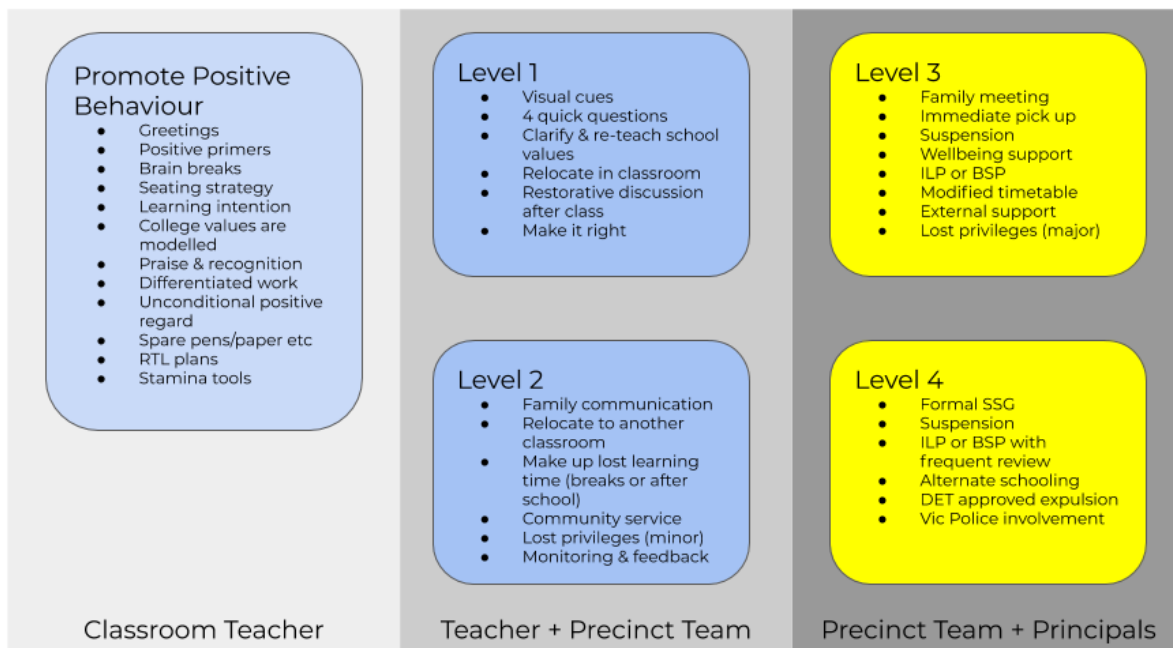 Promote Positive
Behaviour
● Greetings
● Positive primers
● Brain breaks
● Seating strategy
● Learning intention
● College values are
modelled
● Praise & recognition
● Differentiated work
● Unconditional positive
regard
● Spare pens/paper etc
● RTL plans
● Stamina tools
Classroom Teacher
Level 1
● Visual cues
● 4 quick questions
● Clarify & re-teach school
values
● Relocate in classroom
● Restorative discussion
after class
● Make it right
Level 2
● Family communication
● Relocate to another
classroom
● Make up lost learning
time (breaks or after
school)
● Community service
● Lost privileges (minor)
● Monitoring & feedback
Teacher + Precinct Team
Level 3
● Family meeting
● Immediate pick up
● Suspension
● Wellbeing support
● ILP or BSP
● Modified timetable
● External support
● Lost privileges (major)
Level 4
● Formal SSG
● Suspension
● ILP or BSP with
frequent review
● Alternate schooling
● DET approved expulsion
● Vic Police involvement
Precinct Team + Principals